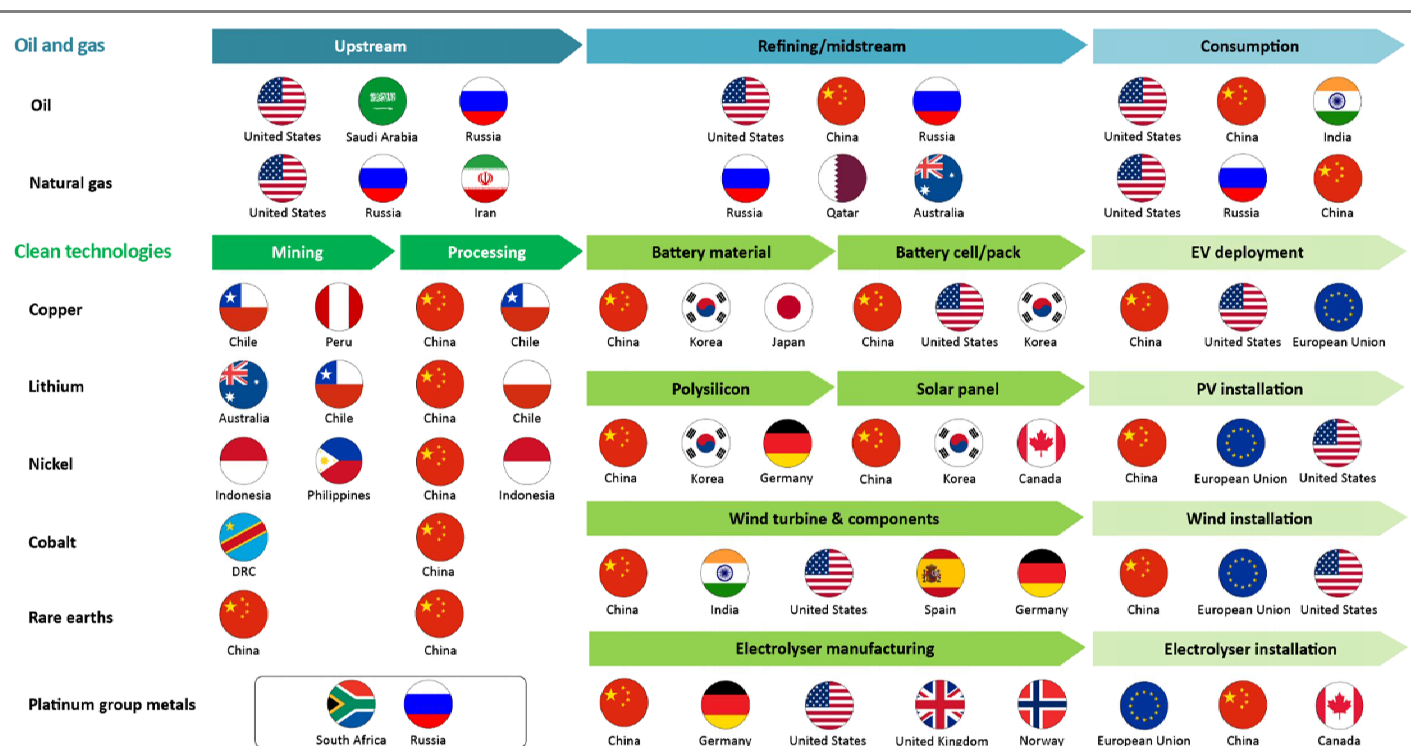 Oil and gas Upstream Refining/midstream Consumption
Oil
United States Saudi Arabia Russia United States China Russia United States China India
Natural gas
United States Russia Iran Russia Qatar Australia United States Russia China
Clean technologies Mining Processing Battery material Battery cell/pack EV deployment
Copper
Chile Peru China Chile China Korea Japan China United States Korea China United States European Union
Lithium Polysilicon Solar panel PV installation
Australia Chile China Chile
Nickel
China Korea Germany China Korea Canada China European Union United States
Indonesia Philippines China Indonesia
Wind turbine & components Wind installation
Cobalt
DRC China
China India United States Spain Germany China European Union United States
Rare earths
China China
Electrolyser manufacturing Electrolyser installation
Platinum group metals
South Africa Russia China Germany United States United Kingdom Norway European Union China Canada